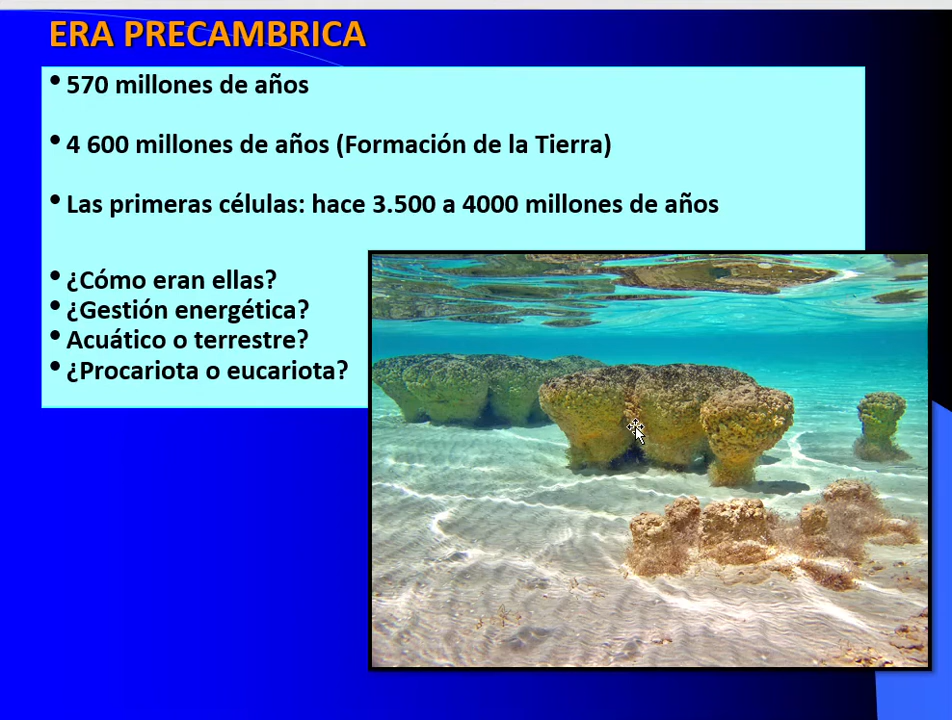 ERA PRECAMBRICA
• 570 millones de años
• 4 600 millones de años (Formación de la Tierra)
• Las primeras células: hace 3.500 a 4000 millones de años
• ¿Cómo eran ellas?
• ¿Gestión energética?
• Acuático o terrestre?
• ¿Procariota o eucariota?